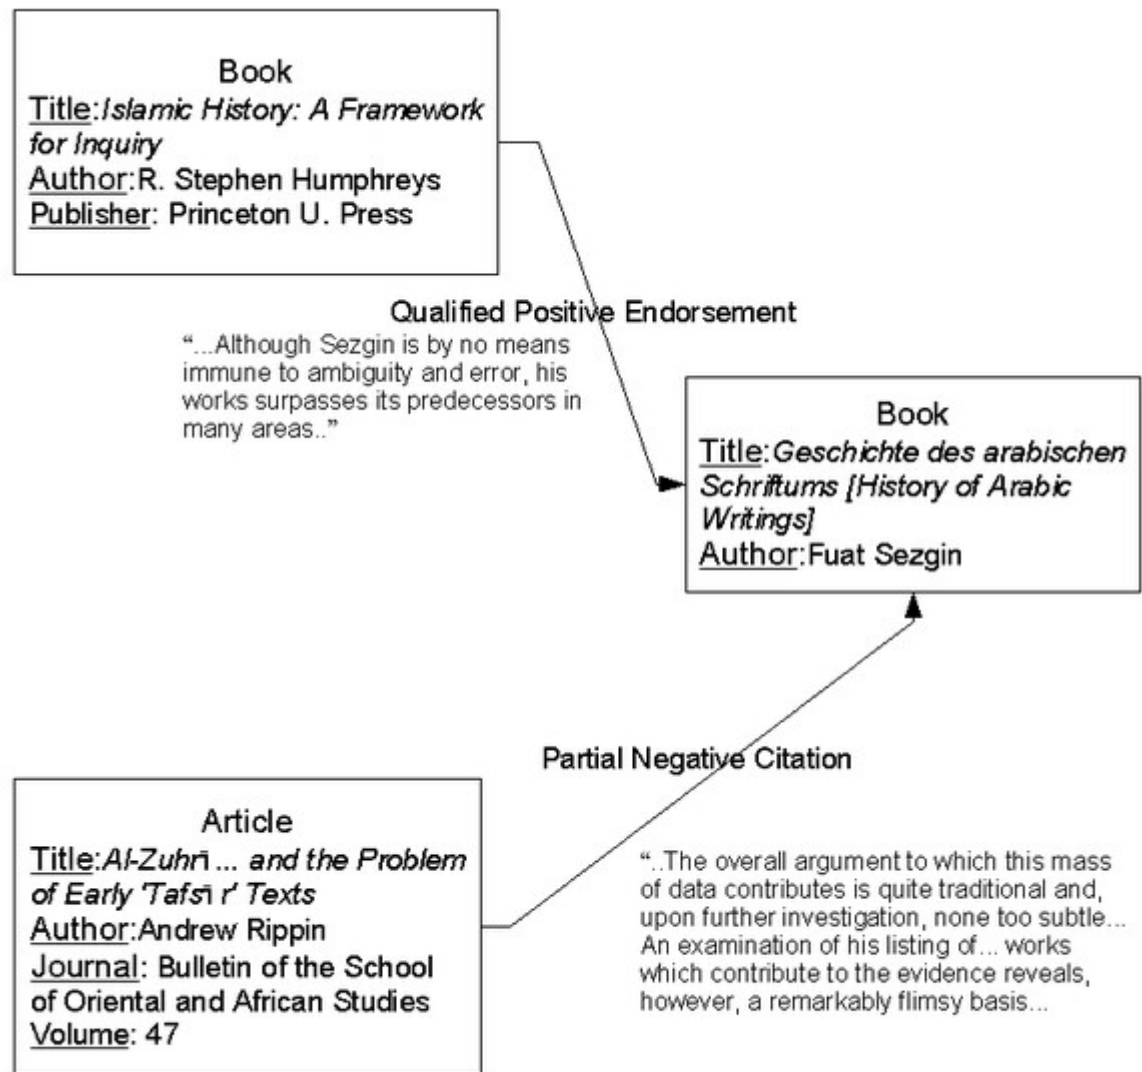 Book
Title:Islamic History: A Framework
for Inquiry
Author:R. Stephen Humphreys
Publisher: Princeton U. Press
Qualified Positive Endorsement
“...Although Sezgin is by no means
immune to ambiguity and error, his
works surpasses its predecessors in
many areas..”
Book
Title:Geschichte des arabischen
Schriftums [History of Arabic
Writings]
Author:Fuat Sezgin
Partial Negative Citation
Article
Title:Al-Zuhrī ... and the Problem
of Early 'Tafsī r' Texts
Author:Andrew Rippin
Journal: Bulletin of the School
of Oriental and African Studies
Volume: 47
“..The overall argument to which this mass
of data contributes is quite traditional and,
upon further investigation, none too subtle...
An examination of his listing of... works
which contribute to the evidence reveals,
however, a remarkably flimsy basis...